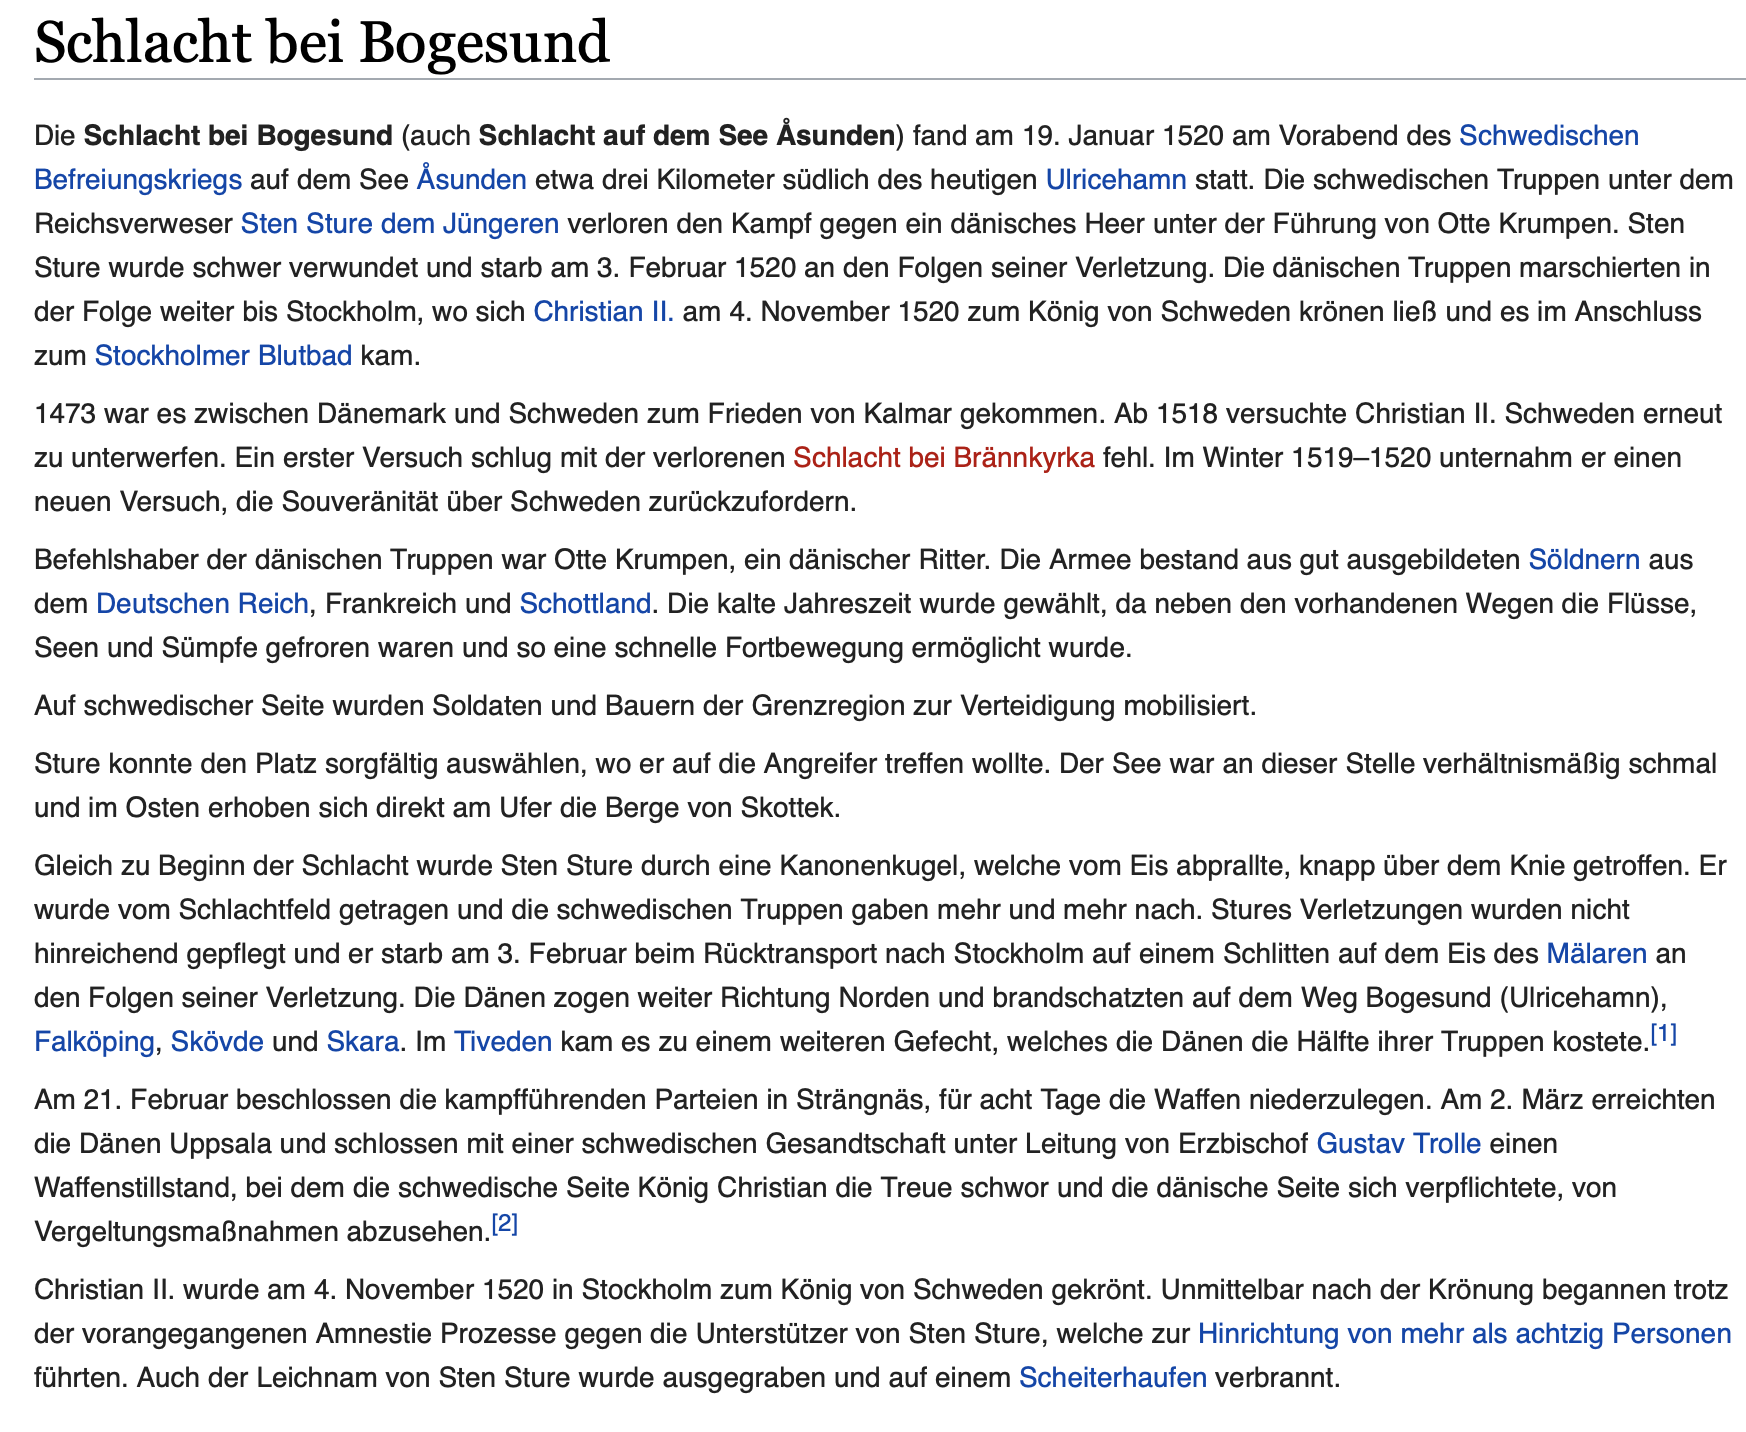 Schlacht bei Bogesund
Die Schlacht bei Bogesund (auch Schlacht auf dem See Åsunden) fand am 19. Januar 1520 am Vorabend des Schwedischen
Befreiungskriegs auf dem See Åsunden etwa drei Kilometer südlich des heutigen Ulricehamn statt. Die schwedischen Truppen unter dem
Reichsverweser Sten Sture dem Jüngeren verloren den Kampf gegen ein dänisches Heer unter der Führung von Otte Krumpen. Sten
Sture wurde schwer verwundet und starb am 3. Februar 1520 an den Folgen seiner Verletzung. Die dänischen Truppen marschierten in
der Folge weiter bis Stockholm, wo sich Christian II. am 4. November 1520 zum König von Schweden krönen ließ und es im Anschluss
zum Stockholmer Blutbad kam.
1473 war es zwischen Dänemark und Schweden zum Frieden von Kalmar gekommen. Ab 1518 versuchte Christian II. Schweden erneut
zu unterwerfen. Ein erster Versuch schlug mit der verlorenen Schlacht bei Brännkyrka fehl. Im Winter 1519–1520 unternahm er einen
neuen Versuch, die Souveränität über Schweden zurückzufordern.
Befehlshaber der dänischen Truppen war Otte Krumpen, ein dänischer Ritter. Die Armee bestand aus gut ausgebildeten Söldnern aus
dem Deutschen Reich, Frankreich und Schottland. Die kalte Jahreszeit wurde gewählt, da neben den vorhandenen Wegen die Flüsse,
Seen und Sümpfe gefroren waren und so eine schnelle Fortbewegung ermöglicht wurde.
Auf schwedischer Seite wurden Soldaten und Bauern der Grenzregion zur Verteidigung mobilisiert.
Sture konnte den Platz sorgfältig auswählen, wo er auf die Angreifer treffen wollte. Der See war an dieser Stelle verhältnismäßig schmal
und im Osten erhoben sich direkt am Ufer die Berge von Skottek.
Gleich zu Beginn der Schlacht wurde Sten Sture durch eine Kanonenkugel, welche vom Eis abprallte, knapp über dem Knie getroffen. Er
wurde vom Schlachtfeld getragen und die schwedischen Truppen gaben mehr und mehr nach. Stures Verletzungen wurden nicht
hinreichend gepflegt und er starb am 3. Februar beim Rücktransport nach Stockholm auf einem Schlitten auf dem Eis des Mälaren an
den Folgen seiner Verletzung. Die Dänen zogen weiter Richtung Norden und brandschatzten auf dem Weg Bogesund (Ulricehamn),
Falköping, Skövde und Skara. Im Tiveden kam es zu einem weiteren Gefecht, welches die Dänen die Hälfte ihrer Truppen kostete.[1]
Am 21. Februar beschlossen die kampfführenden Parteien in Strängnäs, für acht Tage die Waffen niederzulegen. Am 2. März erreichten
die Dänen Uppsala und schlossen mit einer schwedischen Gesandtschaft unter Leitung von Erzbischof Gustav Trolle einen
Waffenstillstand, bei dem die schwedische Seite König Christian die Treue schwor und die dänische Seite sich verpflichtete, von
Vergeltungsmaßnahmen abzusehen.[2]
Christian II. wurde am 4. November 1520 in Stockholm zum König von Schweden gekrönt. Unmittelbar nach der Krönung begannen trotz
der vorangegangenen Amnestie Prozesse gegen die Unterstützer von Sten Sture, welche zur Hinrichtung von mehr als achtzig Personen
führten. Auch der Leichnam von Sten Sture wurde ausgegraben und auf einem Scheiterhaufen verbrannt.